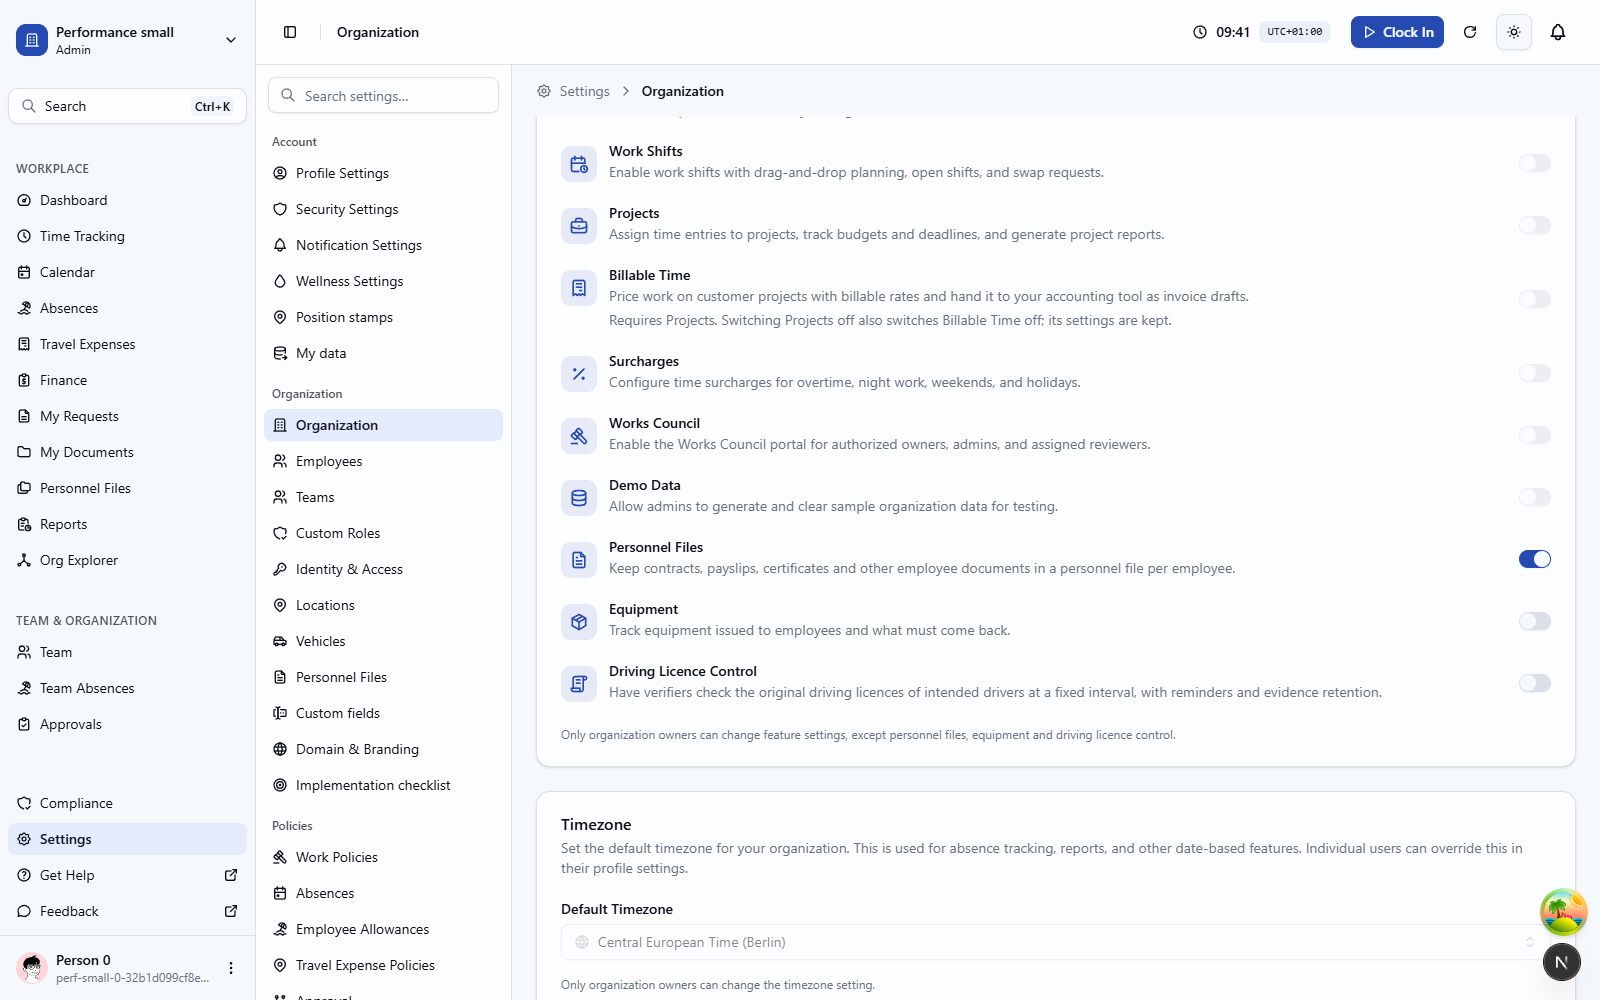 Performance small
Admin
Search
Ctrl+K
WORKPLACE
Dashboard
Time Tracking
Calendar
Absences
Travel Expenses
Finance
My Requests
My Documents
Personnel Files
Reports
Org Explorer
TEAM & ORGANIZATION
Team
Team Absences
Approvals
Compliance
Settings
Get Help
Feedback
Person 0
perf-small-0-32b1d099cf8e...
Organization
09:41
UTC+01:00
Clock In
Search settings...
Account
Profile Settings
Security Settings
Notification Settings
Wellness Settings
Position stamps
My data
Organization
Organization
Employees
Teams
Custom Roles
Identity & Access
Locations
Vehicles
Personnel Files
Custom fields
Domain & Branding
Implementation checklist
Policies
Work Policies
Absences
Employee Allowances
Travel Expense Policies
Approval
Settings
Organization
Work Shifts
Enable work shifts with drag-and-drop planning, open shifts, and swap requests.
Projects
Assign time entries to projects, track budgets and deadlines, and generate project reports.
Billable Time
Price work on customer projects with billable rates and hand it to your accounting tool as invoice drafts.
Requires Projects. Switching Projects off also switches Billable Time off; its settings are kept.
Surcharges
Configure time surcharges for overtime, night work, weekends, and holidays.
Works Council
Enable the Works Council portal for authorized owners, admins, and assigned reviewers.
Demo Data
Allow admins to generate and clear sample organization data for testing.
Personnel Files
Keep contracts, payslips, certificates and other employee documents in a personnel file per employee.
Equipment
Track equipment issued to employees and what must come back.
Driving Licence Control
Have verifiers check the original driving licences of intended drivers at a fixed interval, with reminders and evidence retention.
Only organization owners can change feature settings, except personnel files, equipment and driving licence control.
Timezone
Set the default timezone for your organization. This is used for absence tracking, reports, and other date-based features. Individual users can override this in
their profile settings.
Default Timezone
Central European Time (Berlin)
Only organization owners can change the timezone setting.
N